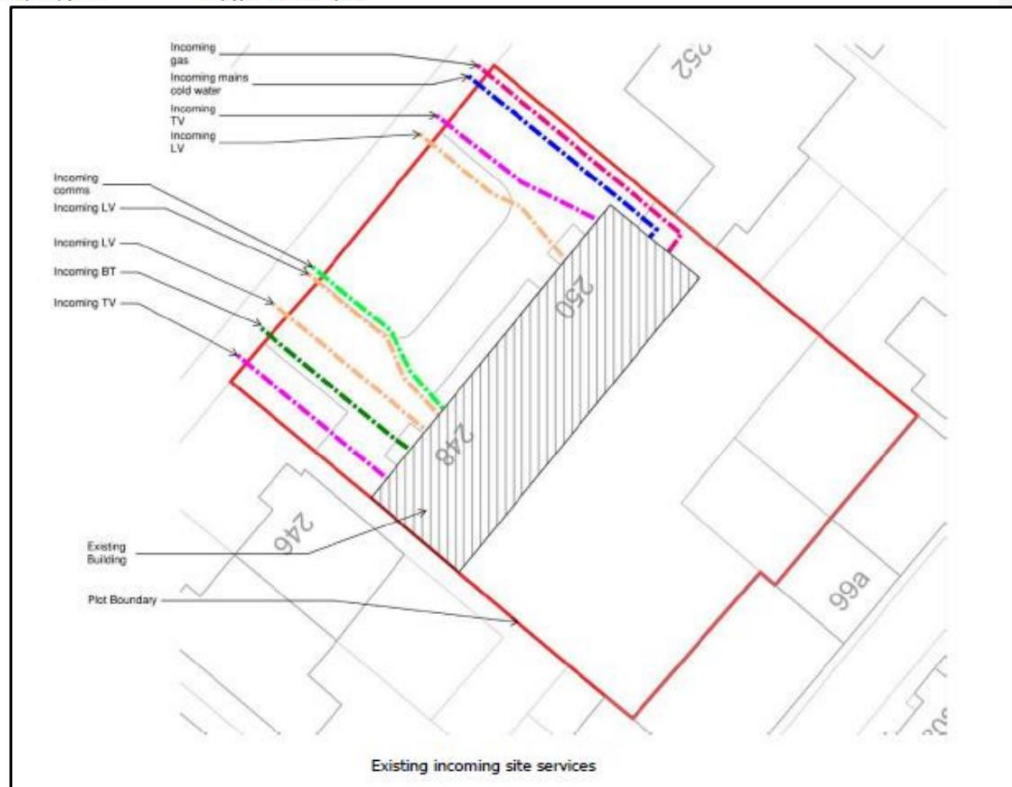 Incoming
gas
Incoming mains
cold water
Incoming
TV
Incoming
LV
Incoming
comms
Incoming LV
Incoming LV
Incoming BT
Incoming TV
252
250
248
246
Existing
Building
Plot Boundary
99a
Existing incoming site services